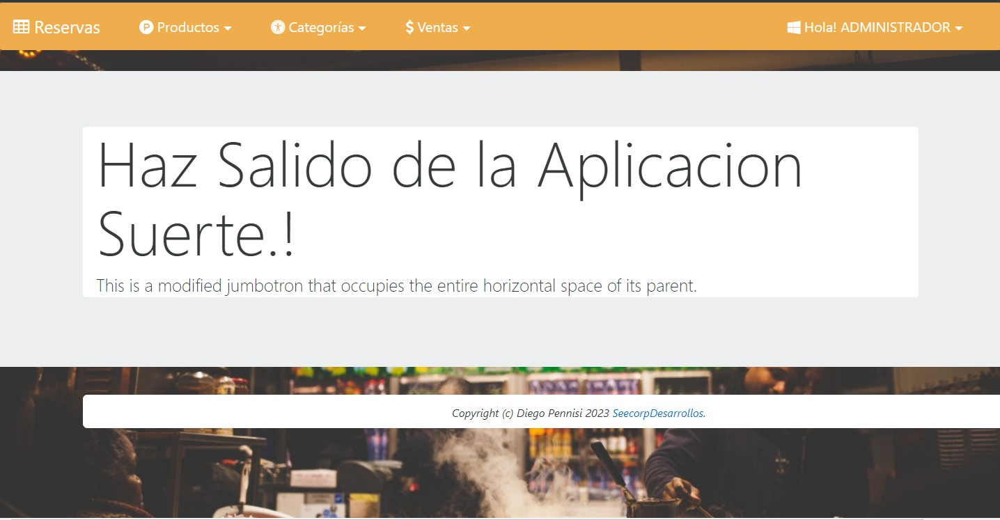 Reservas
Productos
Categorías
$ Ventas
Hola! ADMINISTRADOR
Haz Salido de la Aplicacion
Suerte.!
This is a modified jumbotron that occupies the entire horizontal space of its parent.
Copyright (c) Diego Pennisi 2023 SeecorpDesarrollos.